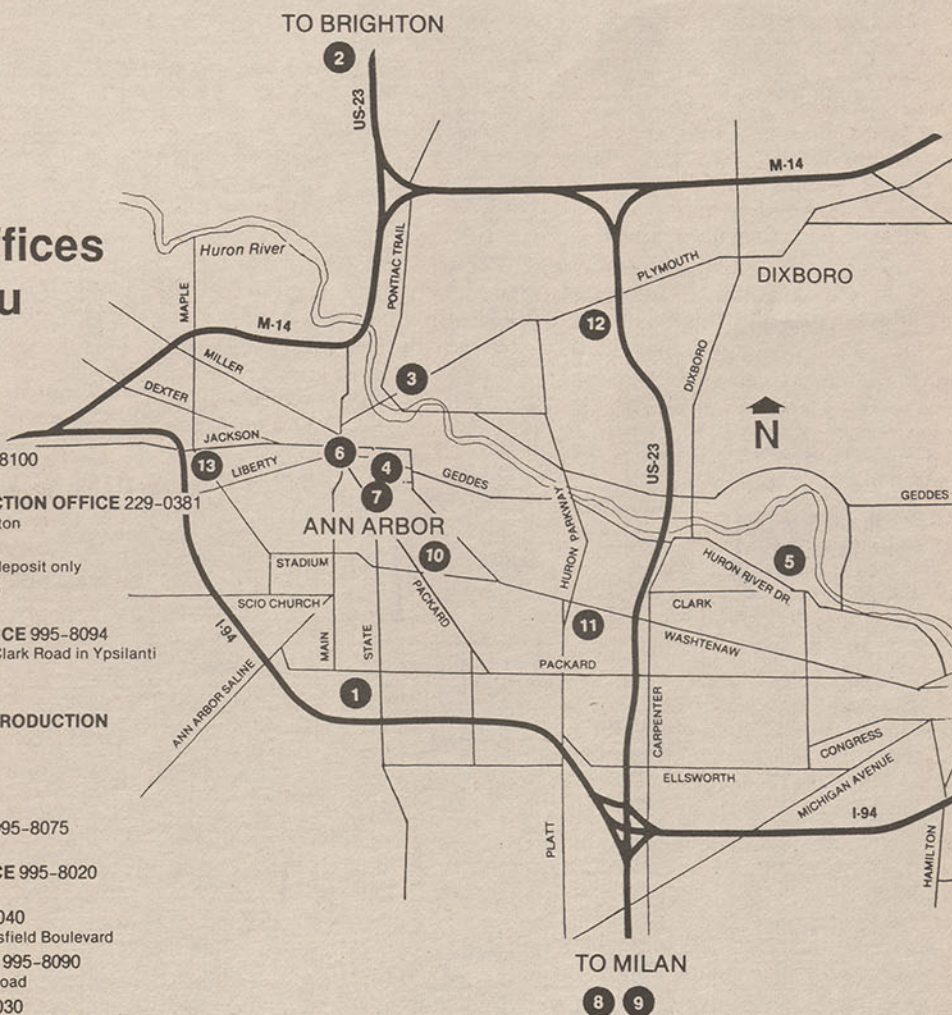 TO BRIGHTON
2
US-23
M-14
ffices
u
Huron River
PONTIAC TRAIL
PLYMOUTH
DIXBORO
MAPLE
M-14
12
MILLER
3
DIXBORO
DEXTER
N
JACKSON
6
8100
13
LIBERTY
4
GEDDES
US-23
7
GEDDES
CTION OFFICE 229-0381
ton
ANN ARBOR
HURON PARKWAY
10
5
deposit only
STADIUM
HURON RIVER DR.
PACKARD
SCIO CHURCH
CLARK
11
CE 995-8094
Clark Road in Ypsilanti
I-94
MAIN
STATE
WASHTENAW
PACKARD
1
ANN ARBOR SALINE
CARPENTER
RODUCTION
CONGRESS
ELLSWORTH
MICHIGAN AVENUE
I-94
995-8075
PLATT
HAMILTON
CE 995-8020
040
sfield Boulevard
995-8090
oad
TO MILAN
030
8
9